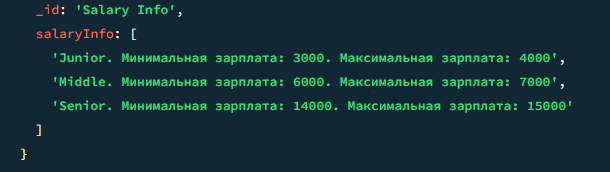 _id: 'Salary Info',
salaryInfo: [
'Junior. Минимальная зарплата: 3000. Максимальная зарплата: 4000',
'Middle. Минимальная зарплата: 6000. Максимальная зарплата: 7000',
'Senior. Минимальная зарплата: 14000. Максимальная зарплата: 15000'
]
}